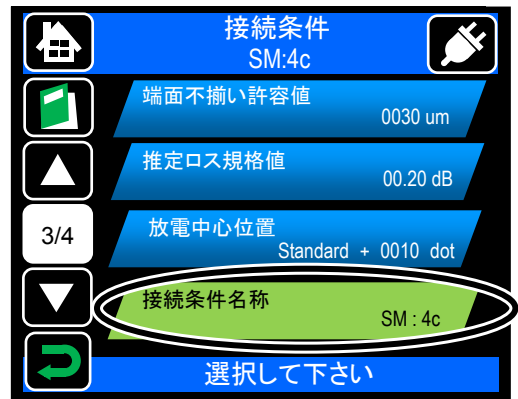 接続条件
SM:4c
端面不揃い許容値
0030 um
推定ロス規格値
00.20 dB
3/4
放電中心位置
Standard + 0010 dot
接続条件名称
SM : 4c
選択して下さい